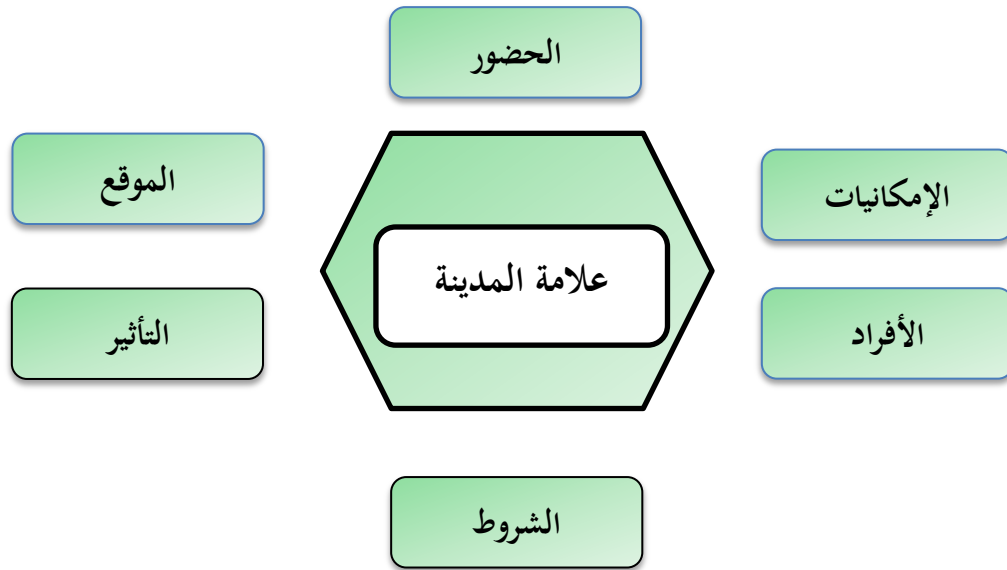 الحضور
الإمكانيات
الموقع
علامة المدينة
الأفراد
التأثير
الشروط